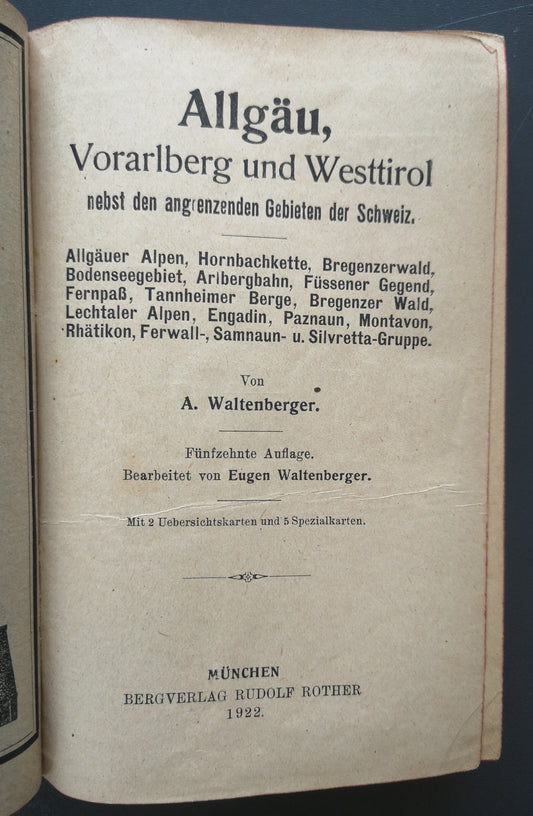 Allgäu,
Vorarlberg und Westtirol
nebst den angrenzenden Gebieten der Schweiz.
Allgäuer Alpen, Hornbachkette, Bregenzerwald,
Bodenseegebiet, Arlbergbahn, Füssener Gegend,
Fernpaß, Tannheimer Berge, Bregenzer Wald,
Lechtaler Alpen, Engadin, Paznaun, Montavon,
Rhätikon, Ferwall-, Samnaun- u. Silvretta-Gruppe.
Von
A. Waltenberger.
Fünfzehnte Auflage.
Bearbeitet von Eugen Waltenberger.
Mit 2 Uebersichtskarten und 5 Spezialkarten.
MÜNCHEN
BERGVERLAG RUDOLF ROTHER
1922.